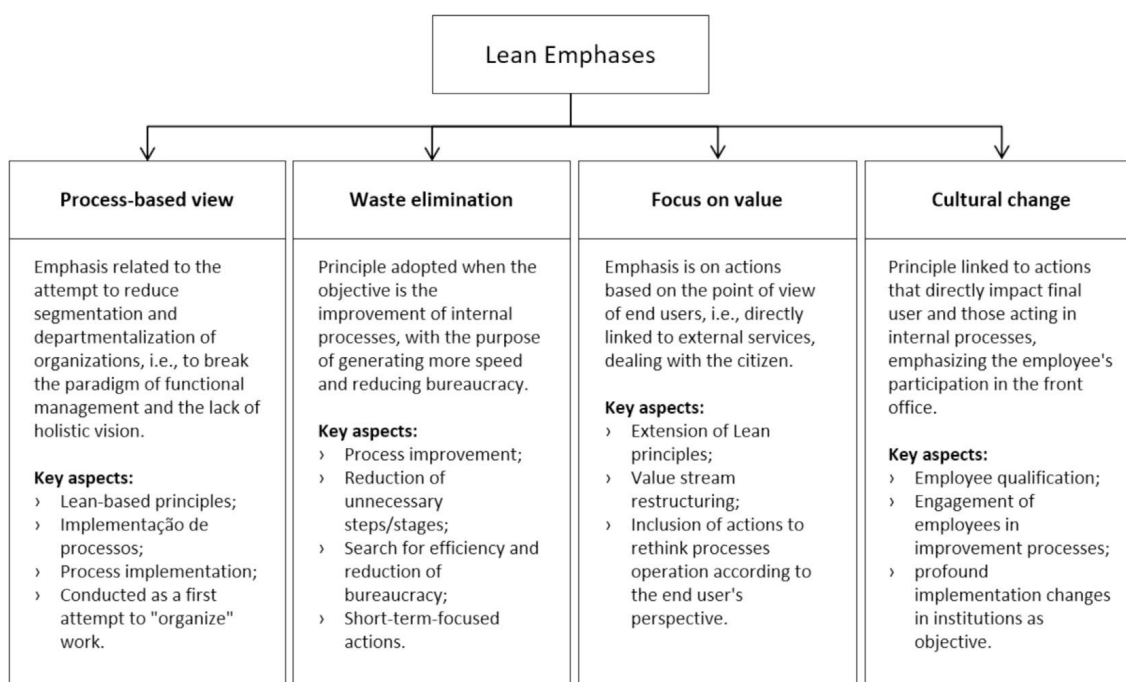 Lean Emphases
Process-based view
Emphasis related to the
attempt to reduce
segmentation and
departmentalization of
organizations, i.e., to break
the paradigm of functional
management and the lack of
holistic vision.
Key aspects:
› Lean-based principles;
› Implementação de
processos;
› Process implementation;
› Conducted as a first
attempt to "organize"
work.
Waste elimination
Principle adopted when the
objective is the
improvement of internal
processes, with the purpose
of generating more speed
and reducing bureaucracy.
Key aspects:
› Process improvement;
› Reduction of
unnecessary
steps/stages;
› Search for efficiency and
reduction of
bureaucracy;
› Short-term-focused
actions.
Focus on value
Emphasis is on actions
based on the point of view
of end users, i.e., directly
linked to external services,
dealing with the citizen.
Key aspects:
› Extension of Lean
principles;
› Value stream
restructuring;
› Inclusion of actions to
rethink processes
operation according to
the end user's
perspective.
Cultural change
Principle linked to actions
that directly impact final
user and those acting in
internal processes,
emphasizing the employee's
participation in the front
office.
Key aspects:
› Employee qualification;
› Engagement of
employees in
improvement processes;
› profound
implementation changes
in institutions as
objective.